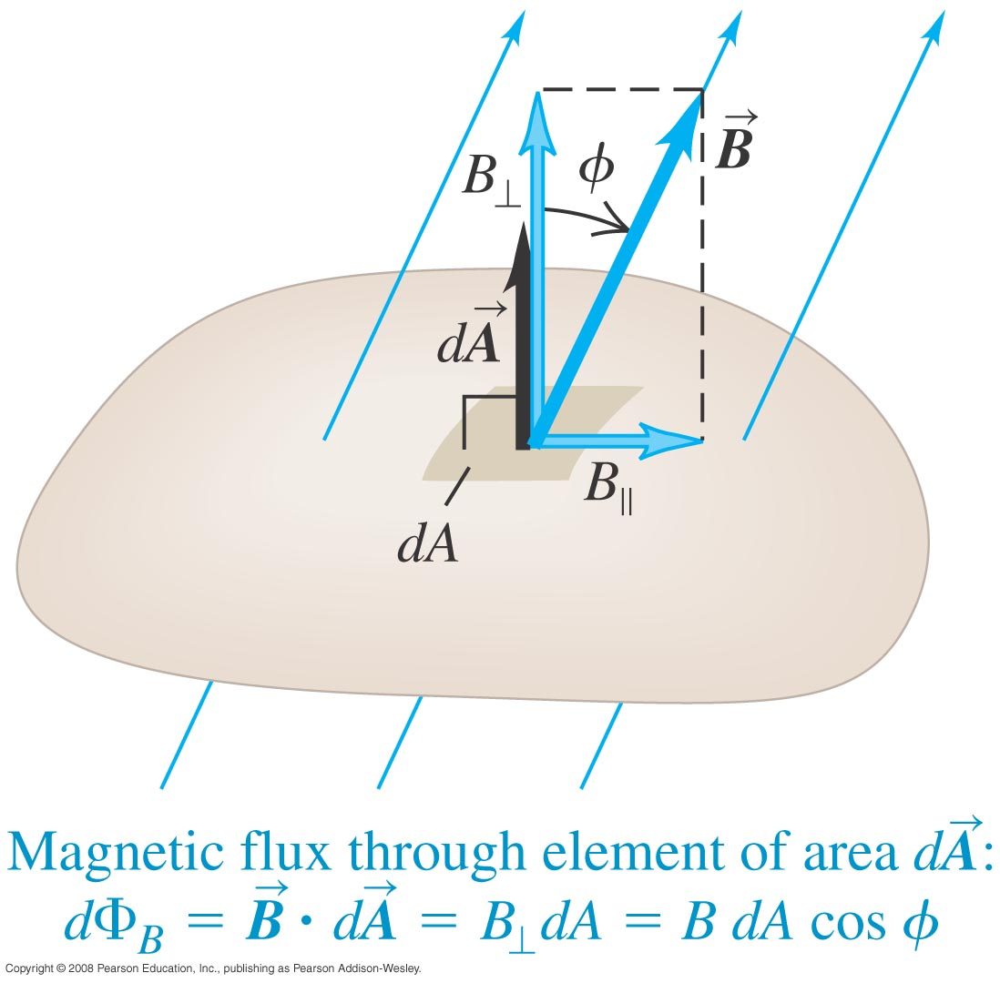 B⃗
B⊥
ϕ
dA⃗
B||
dA
Magnetic flux through element of area dA⃗:
dΦB = B⃗ · dA⃗ = B⊥dA = B dA cos ϕ
Copyright © 2008 Pearson Education, Inc., publishing as Pearson Addison-Wesley.